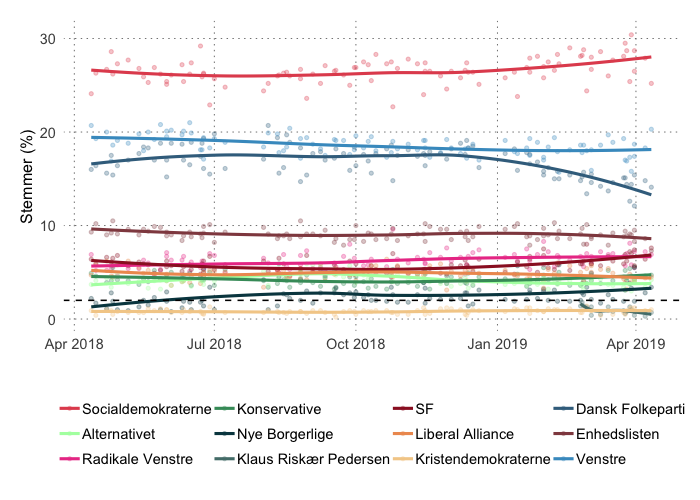 Stemmer (%)
30
20
10
0
Apr 2018 Jul 2018 Oct 2018 Jan 2019 Apr 2019
Socialdemokraterne Konservative SF Dansk Folkeparti
Alternativet Nye Borgerlige Liberal Alliance Enhedslisten
Radikale Venstre Klaus Riskær Pedersen Kristendemokraterne Venstre